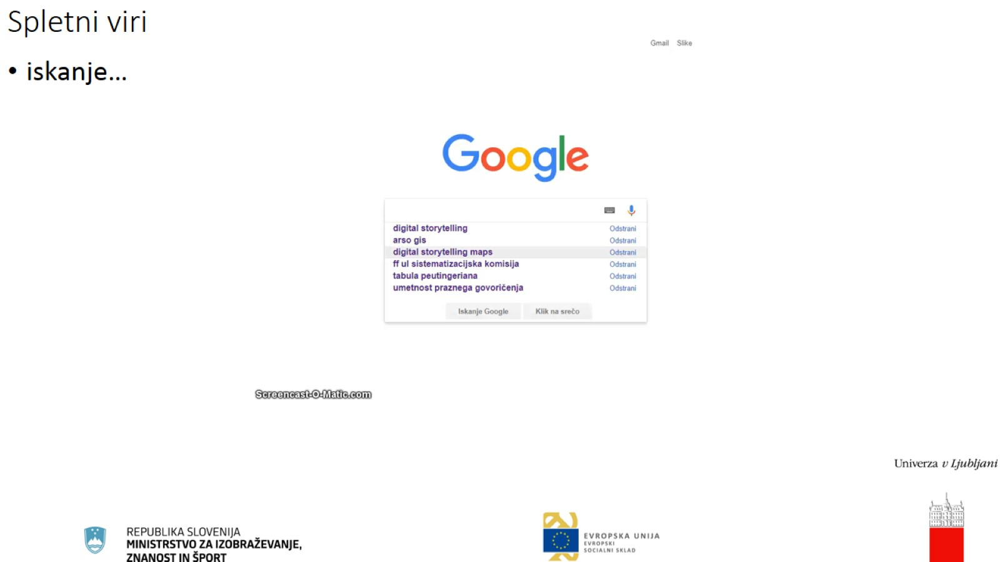 Spletni viri
Gmail Slike
• iskanje...
Google
digital storytelling Odstrani
arso gis Odstrani
digital storytelling maps Odstrani
ff ul sistematizacijska komisija Odstrani
tabula peutingeriana Odstrani
umetnost praznega govoričenja Odstrani
Iskanje Google Klik na srečo
Screencast-O-Matic.com
Univerza v Ljubljani
REPUBLIKA SLOVENIJA
MINISTRSTVO ZA IZOBRAŽEVANJE,
ZNANOST IN ŠPORT
EVROPSKA UNIJA
EVROPSKI
SOCIALNI SKLAD